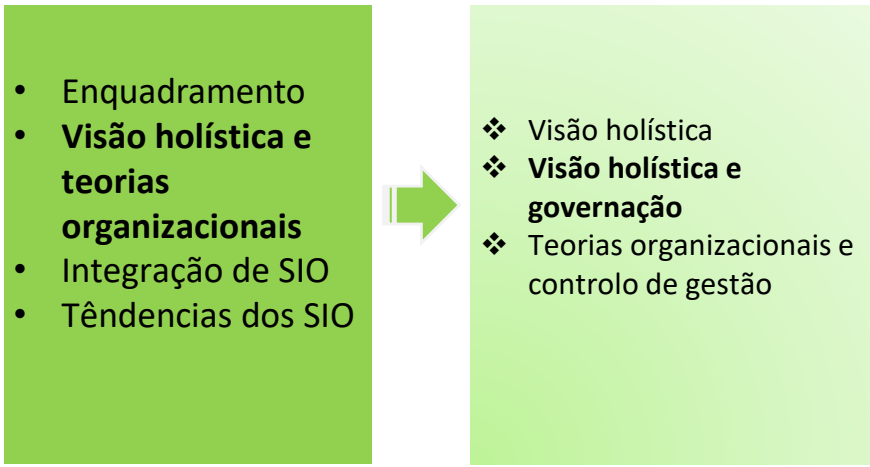 • Enquadramento
• Visão holística e
teorias
organizacionais
• Integração de SIO
• Têndencias dos SIO
❖ Visão holística
❖ Visão holística e
governação
❖ Teorias organizacionais e
controlo de gestão